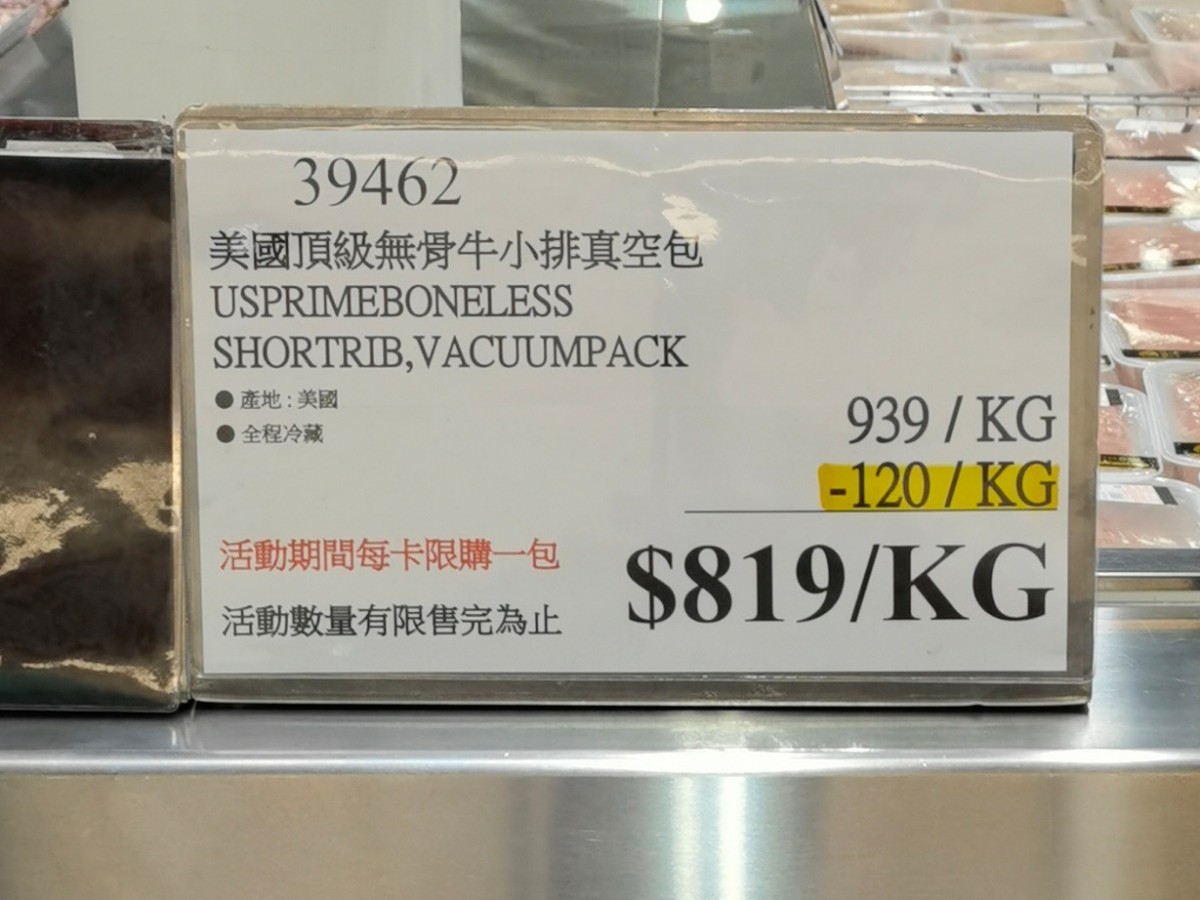 39462
美國頂級無骨牛小排真空包
USPRIMEBONELESS
SHORTRIB,VACUUMPACK
● 產地 : 美國
● 全程冷藏
939 / KG
-120 / KG
活動期間每卡限購一包
$819/KG
活動數量有限售完為止